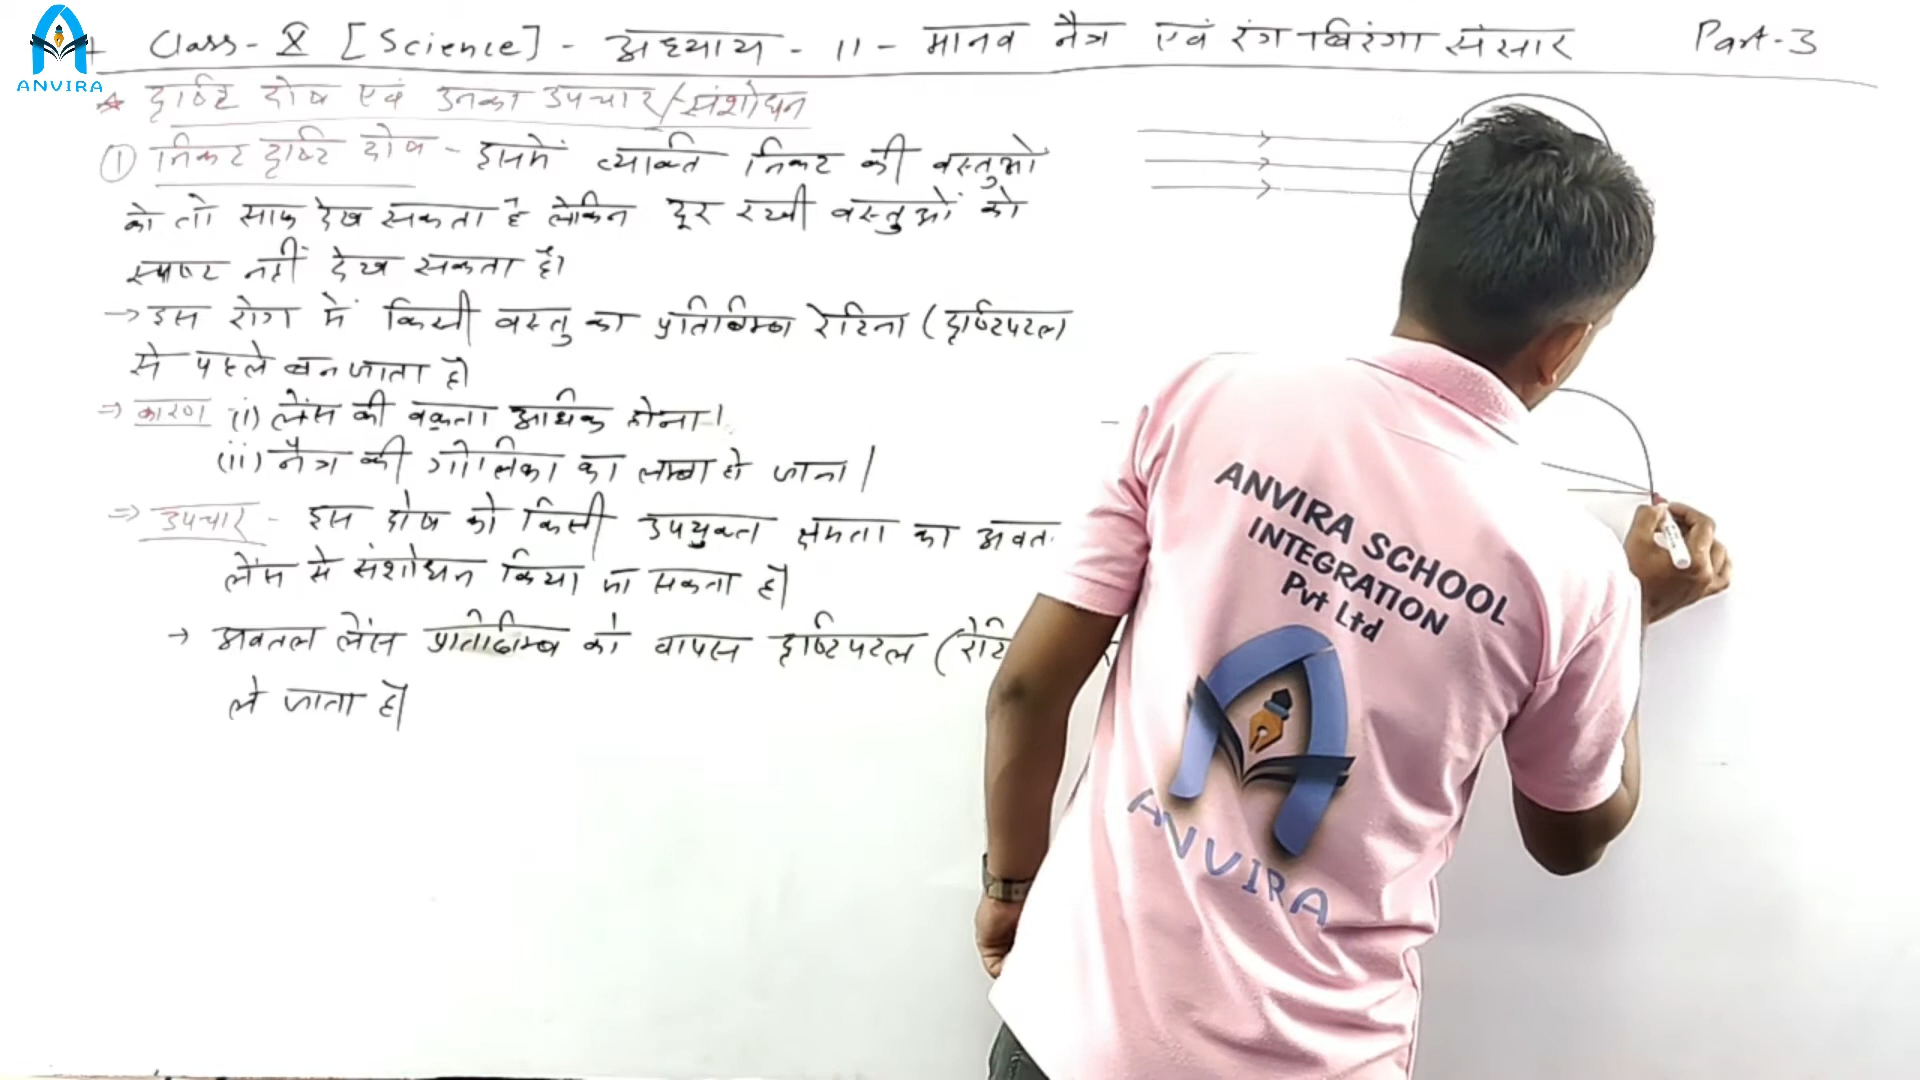 Class - X [Science] - अध्याय - 11 - मानव नैत्र एवं रंग बिरंगा संसार Part-3
ANVIRA
* दृष्टि दोष एवं उनका उपचार/संशोधन
① निकट दृष्टि दोष - इसमें व्यक्ति निकट की वस्तुओं
को तो साफ देख सकता है लेकिन दूर रखी वस्तुओं को
स्पष्ट नहीं देख सकता है।
→ इस रोग में किसी वस्तु का प्रतिबिम्ब रेटिना (दृष्टिपटल
से पहले बन जाता है।
⇒ कारण (i) लेंस की वक्रता अधिक होना।
(ii) नैत्र की गोलिका का लम्बा हो जाना।
⇒ उपचार - इस दोष को किसी उपयुक्त क्षमता का अवत
लेंस से संशोधन किया जा सकता है।
→ अवतल लेंस प्रतिबिम्ब को वापस दृष्टिपटल (रेटि
ले जाता है।
ANVIRA SCHOOL
INTEGRATION
Pvt Ltd
ANVIRA